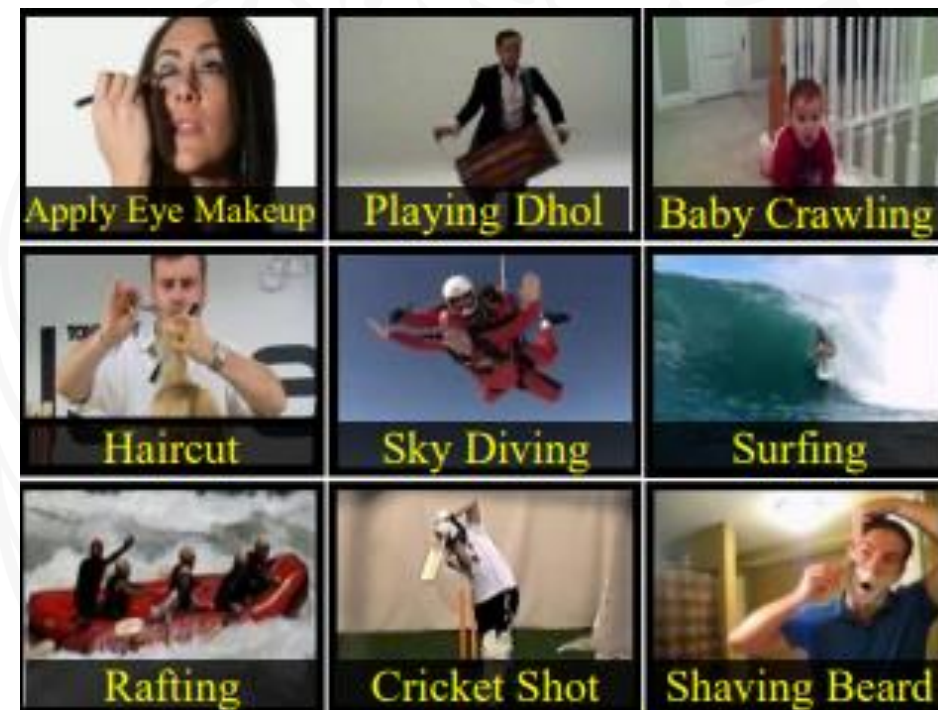 Apply Eye Makeup
Playing Dhol
Baby Crawling
Haircut
Sky Diving
Surfing
Rafting
Cricket Shot
Shaving Beard